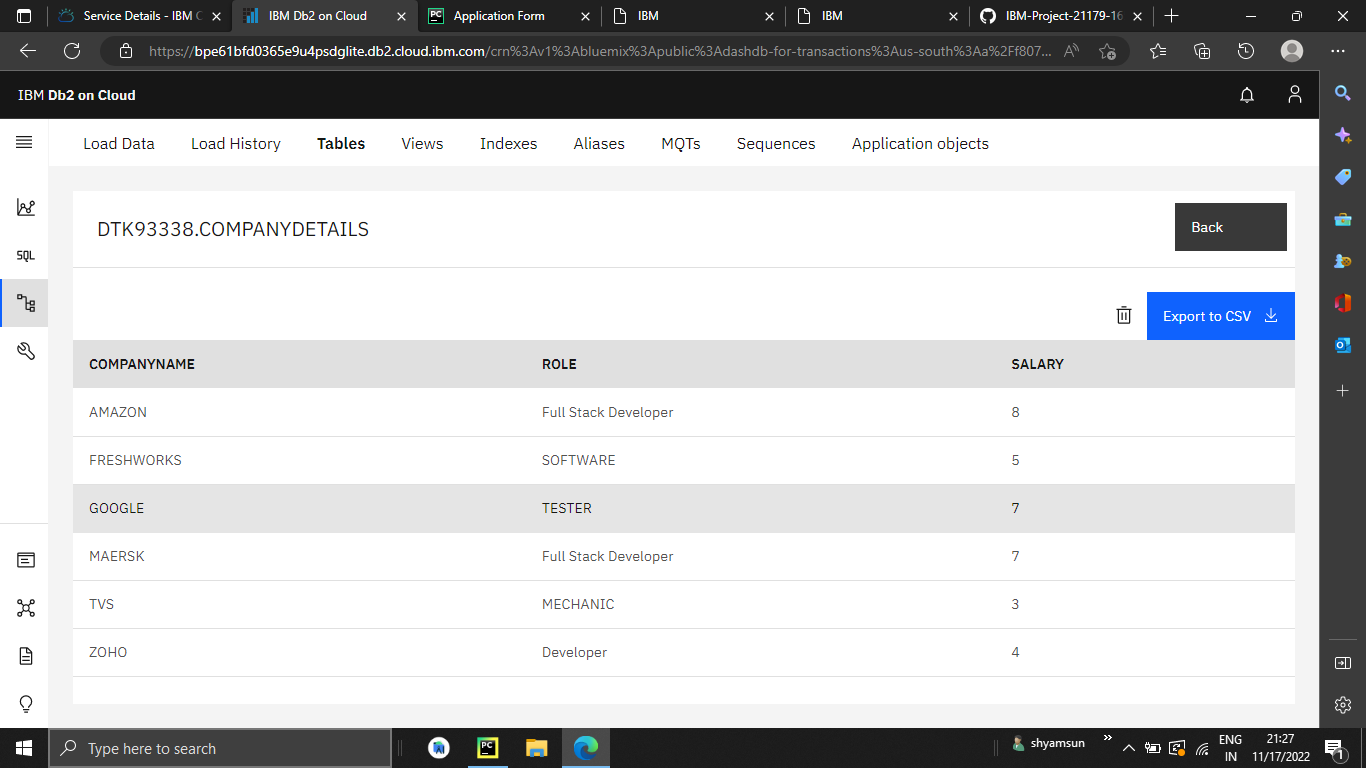 Service Details - IBM C
IBM Db2 on Cloud
PC Application Form
IBM
IBM
IBM-Project-21179-16
https://bpe61bfd0365e9u4psdglite.db2.cloud.ibm.com/crn%3Av1%3Abluemix%3Apublic%3Adashdb-for-transactions%3Aus-south%3Aa%2Ff807...
IBM Db2 on Cloud
Load Data Load History Tables Views Indexes Aliases MQTs Sequences Application objects
SQL
DTK93338.COMPANYDETAILS
Back
Export to CSV
COMPANYNAME ROLE SALARY
AMAZON Full Stack Developer 8
FRESHWORKS SOFTWARE 5
GOOGLE TESTER 7
MAERSK Full Stack Developer 7
TVS MECHANIC 3
ZOHO Developer 4
Type here to search
PC
shyamsun
ENG
IN
21:27
11/17/2022
1